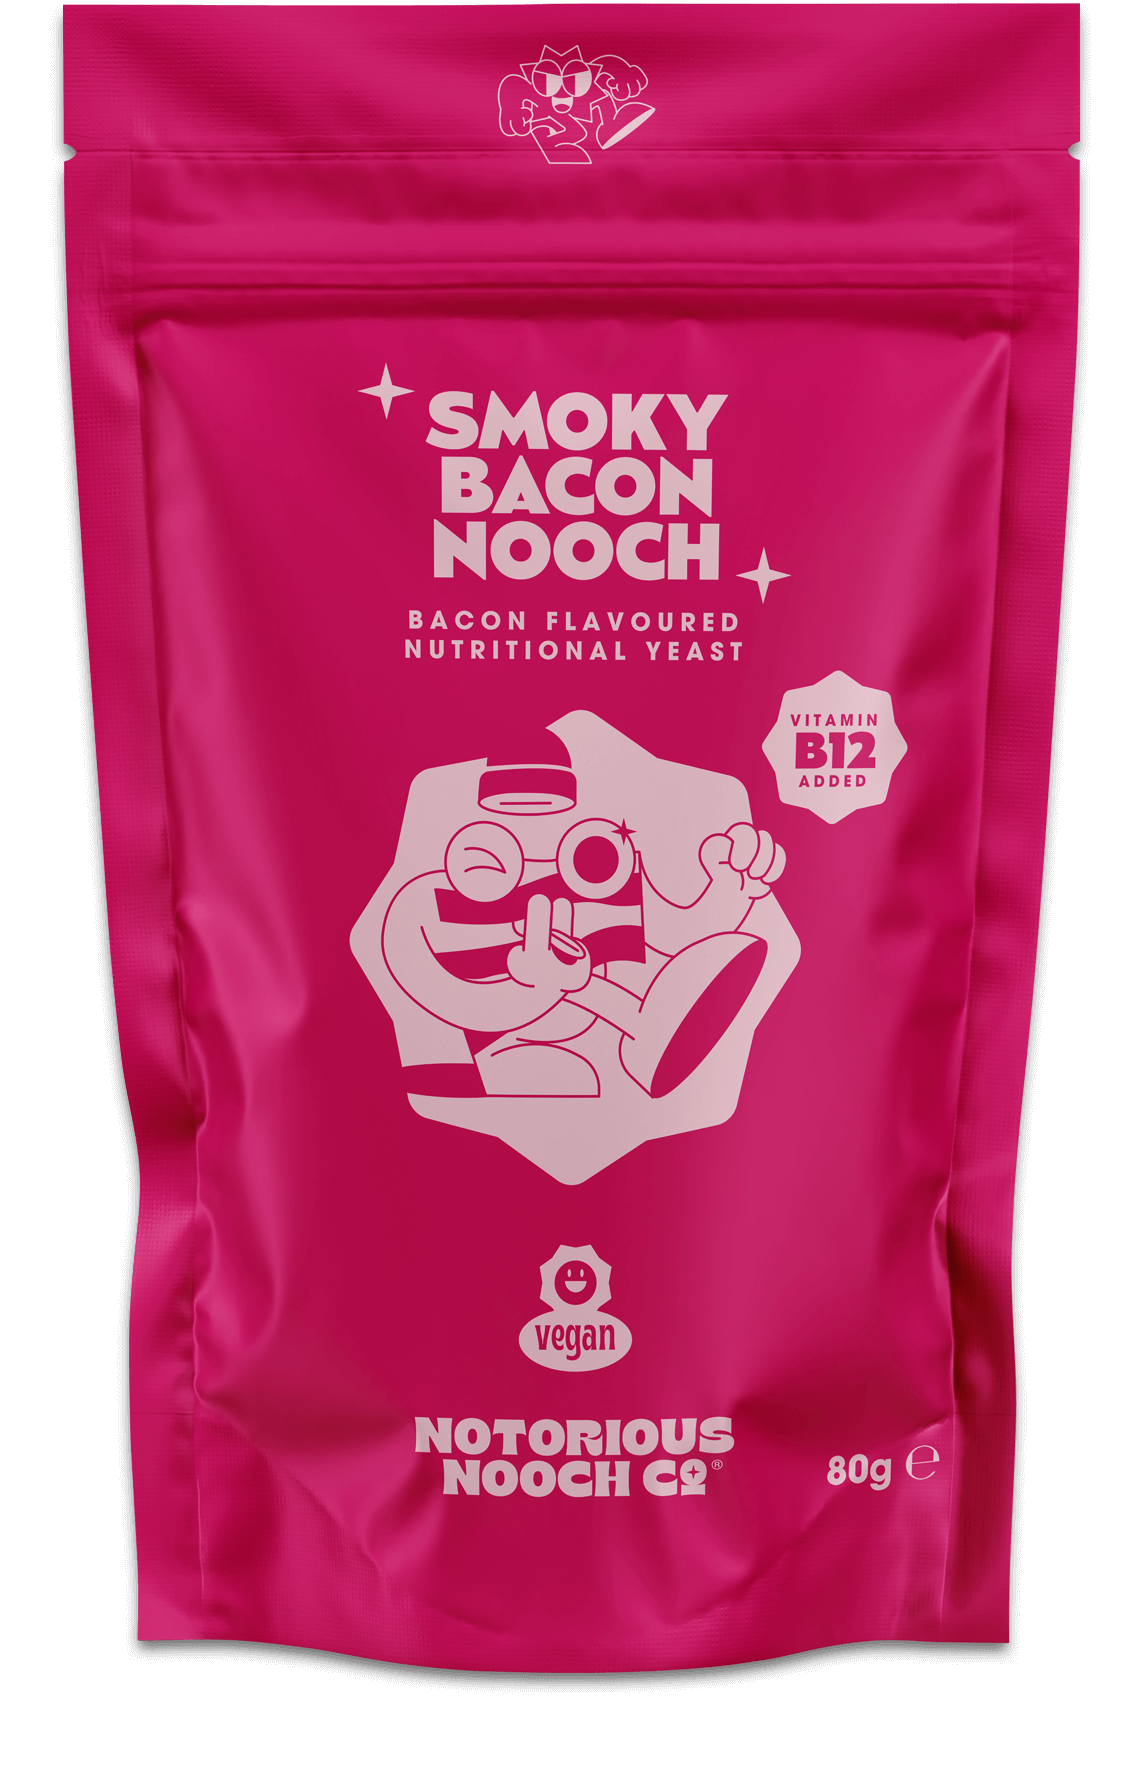 SMOKY
BACON
NOOCH
BACON FLAVOURED
NUTRITIONAL YEAST
VITAMIN
B12
ADDED
vegan
NOTORIOUS
NOOCH CO®
80g ℮